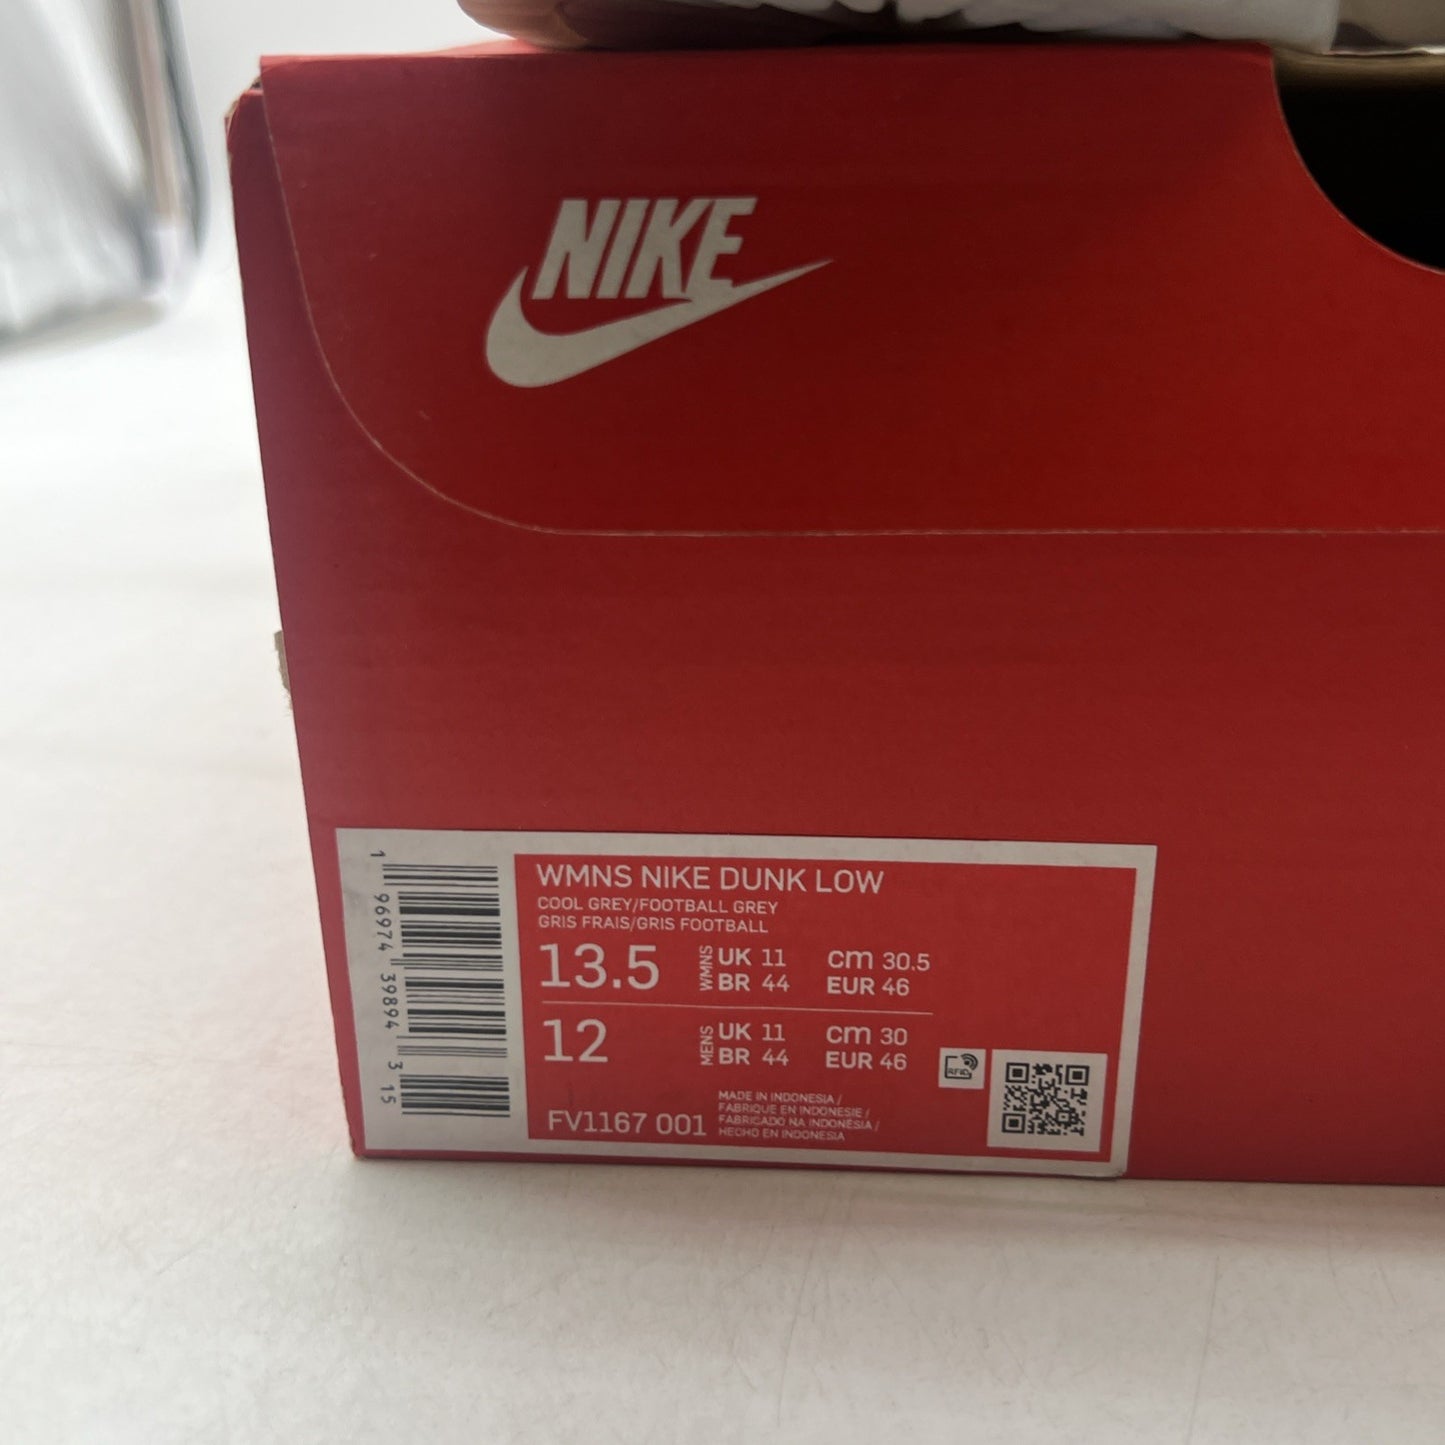 NIKE
WMNS NIKE DUNK LOW
COOL GREY/FOOTBALL GREY
GRIS FRAIS/GRIS FOOTBALL
13.5 WMNS UK 11 cm 30.5
BR 44 EUR 46
12 MENS UK 11 cm 30
BR 44 EUR 46
RFID
FV1167 001
MADE IN INDONESIA /
FABRIQUE EN INDONESIE /
FABRICADO NA INDONÉSIA /
HECHO EN INDONESIA
1 96974 39894 3 15